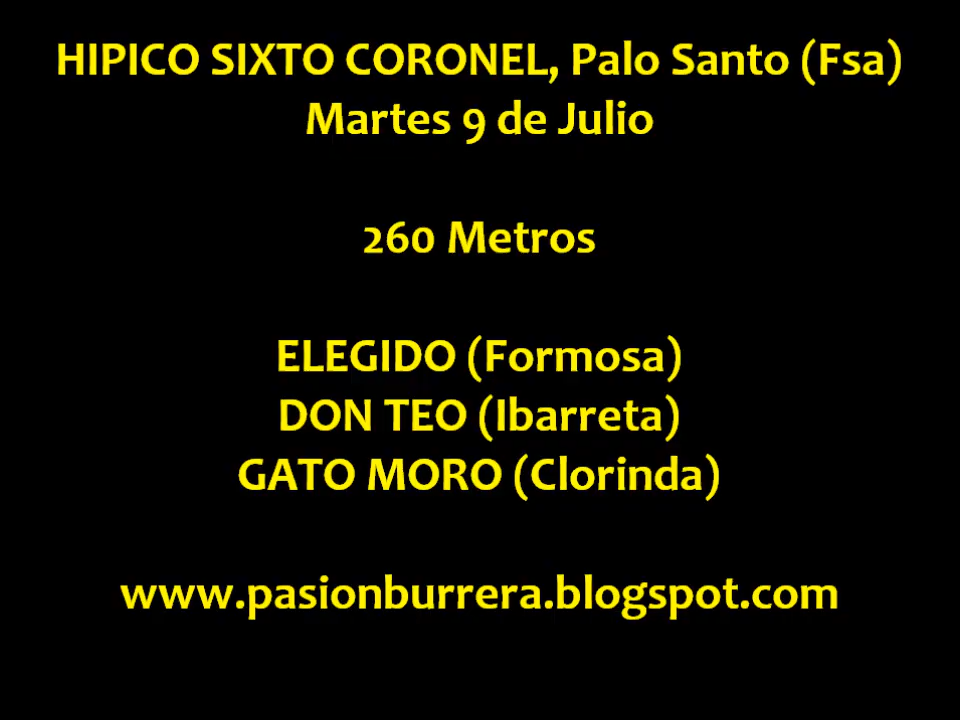 HIPICO SIXTO CORONEL, Palo Santo (Fsa)
Martes 9 de Julio
260 Metros
ELEGIDO (Formosa)
DON TEO (Ibarreta)
GATO MORO (Clorinda)
www.pasionburrera.blogspot.com